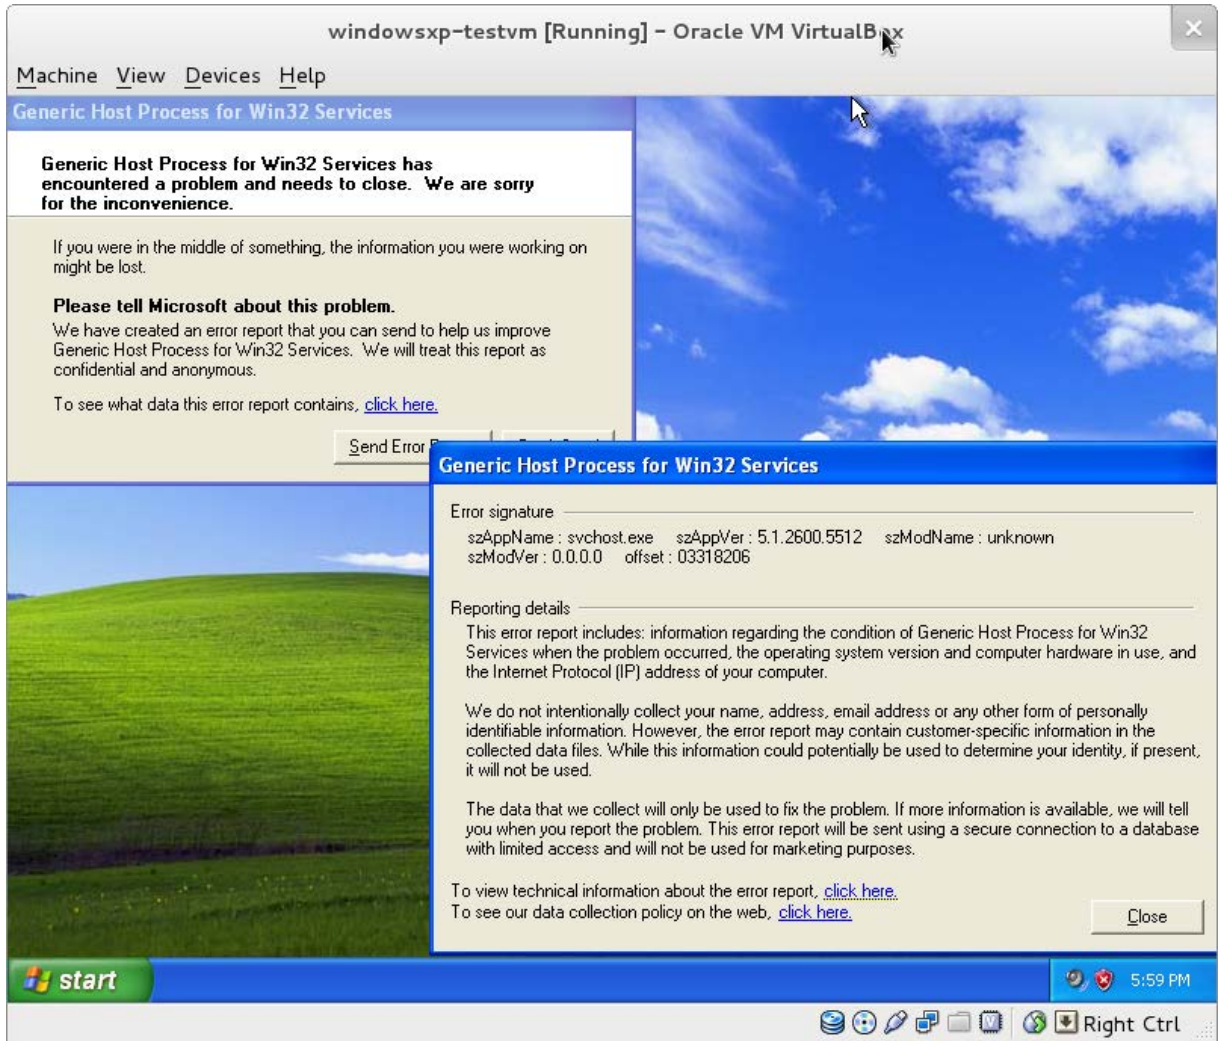 windowsxp-testvm [Running] - Oracle VM VirtualBox
Machine View Devices Help
Generic Host Process for Win32 Services
Generic Host Process for Win32 Services has
encountered a problem and needs to close. We are sorry
for the inconvenience.
If you were in the middle of something, the information you were working on
might be lost.
Please tell Microsoft about this problem.
We have created an error report that you can send to help us improve
Generic Host Process for Win32 Services. We will treat this report as
confidential and anonymous.
To see what data this error report contains, click here.
Send Error
Generic Host Process for Win32 Services
Error signature
szAppName : svchost.exe szAppVer : 5.1.2600.5512 szModName : unknown
szModVer : 0.0.0.0 offset : 03318206
Reporting details
This error report includes: information regarding the condition of Generic Host Process for Win32
Services when the problem occurred, the operating system version and computer hardware in use, and
the Internet Protocol (IP) address of your computer.
We do not intentionally collect your name, address, email address or any other form of personally
identifiable information. However, the error report may contain customer-specific information in the
collected data files. While this information could potentially be used to determine your identity, if present,
it will not be used.
The data that we collect will only be used to fix the problem. If more information is available, we will tell
you when you report the problem. This error report will be sent using a secure connection to a database
with limited access and will not be used for marketing purposes.
To view technical information about the error report, click here.
To see our data collection policy on the web, click here.
Close
start
5:59 PM
Right Ctrl